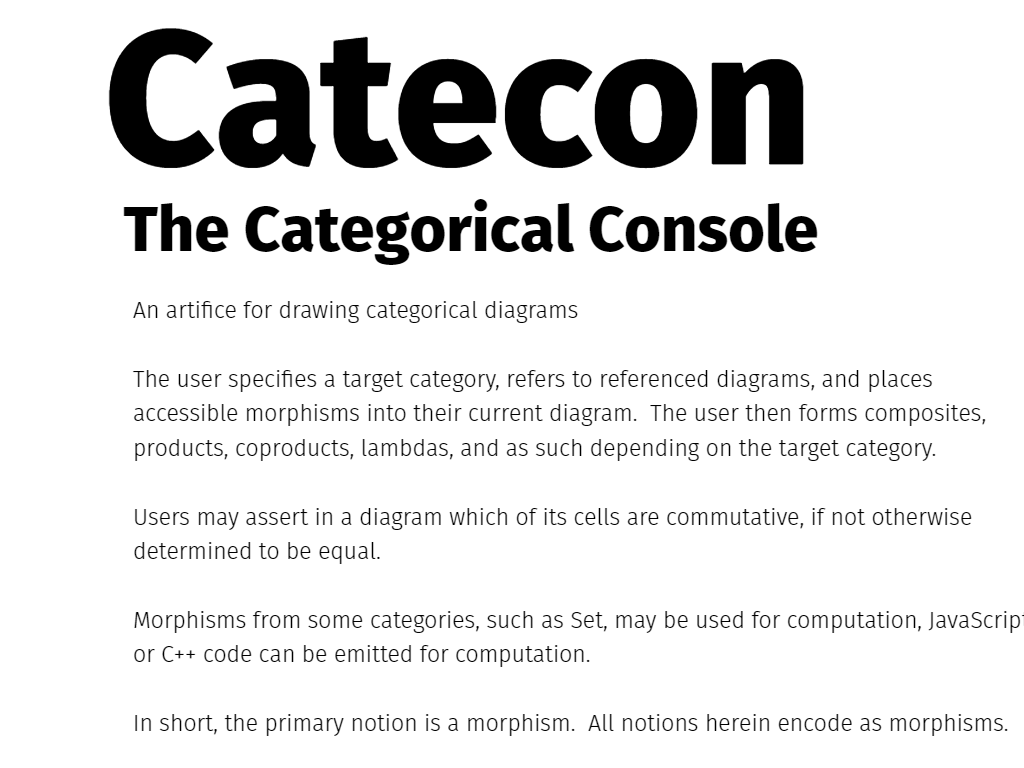 Catecon
The Categorical Console
An artifice for drawing categorical diagrams
The user specifies a target category, refers to referenced diagrams, and places
accessible morphisms into their current diagram.  The user then forms composites,
products, coproducts, lambdas, and as such depending on the target category.
Users may assert in a diagram which of its cells are commutative, if not otherwise
determined to be equal.
Morphisms from some categories, such as Set, may be used for computation, JavaScript
or C++ code can be emitted for computation.
In short, the primary notion is a morphism.  All notions herein encode as morphisms.